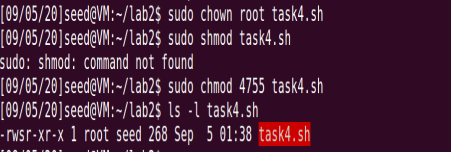 [09/05/20]seed@VM:~/lab2$ sudo chown root task4.sh
[09/05/20]seed@VM:~/lab2$ sudo shmod task4.sh
sudo: shmod: command not found
[09/05/20]seed@VM:~/lab2$ sudo chmod 4755 task4.sh
[09/05/20]seed@VM:~/lab2$ ls -l task4.sh
-rwsr-xr-x 1 root seed 268 Sep  5 01:38 task4.sh